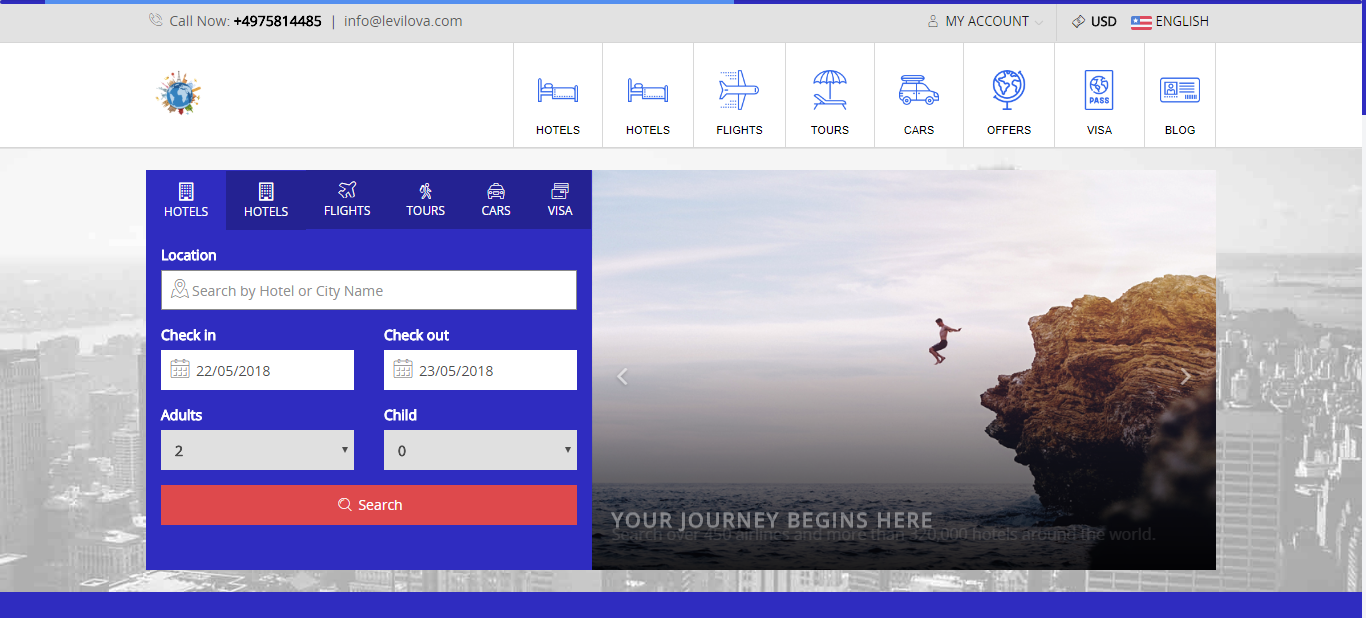 Call Now: +4975814485 | info@levilova.com
MY ACCOUNT
USD
ENGLISH
HOTELS
HOTELS
FLIGHTS
TOURS
CARS
OFFERS
PASS
VISA
BLOG
HOTELS
HOTELS
FLIGHTS
TOURS
CARS
VISA
Location
Search by Hotel or City Name
Check in
Check out
22/05/2018
23/05/2018
Adults
Child
2
0
Search
YOUR JOURNEY BEGINS HERE
Search over 450 airlines and more than 320,000 hotels around the world.